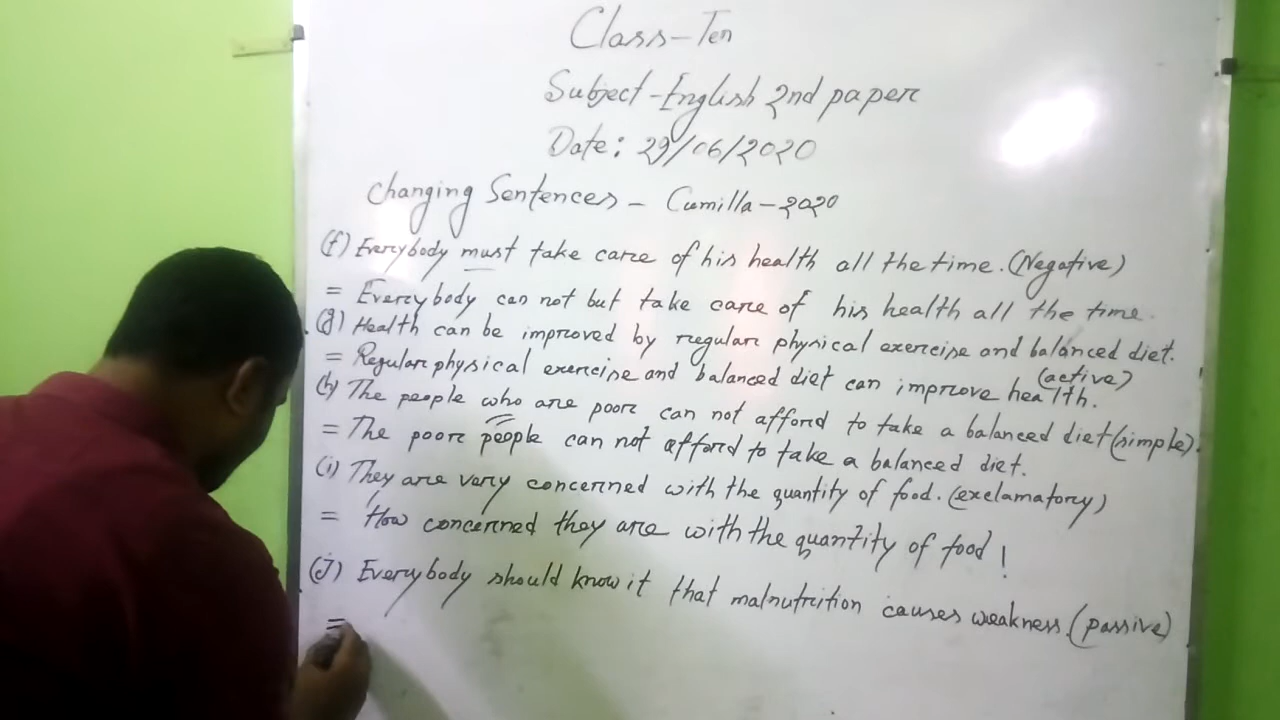 Class-Ten
Subject-English 2nd paper
Date: 29/06/2020
Changing Sentences - Cumilla-2020
(f) Everybody must take care of his health all the time. (Negative)
= Everybody can not but take care of his health all the time.
(g) Health can be improved by regular physical exercise and balanced diet.
(active)
= Regular physical exercise and balanced diet can improve health.
(h) The people who are poor can not afford to take a balanced diet (simple).
= The poor people can not afford to take a balanced diet.
(i) They are very concerned with the quantity of food. (exclamatory)
= How concerned they are with the quantity of food!
(J) Everybody should know it that malnutrition causes weakness. (passive)
=